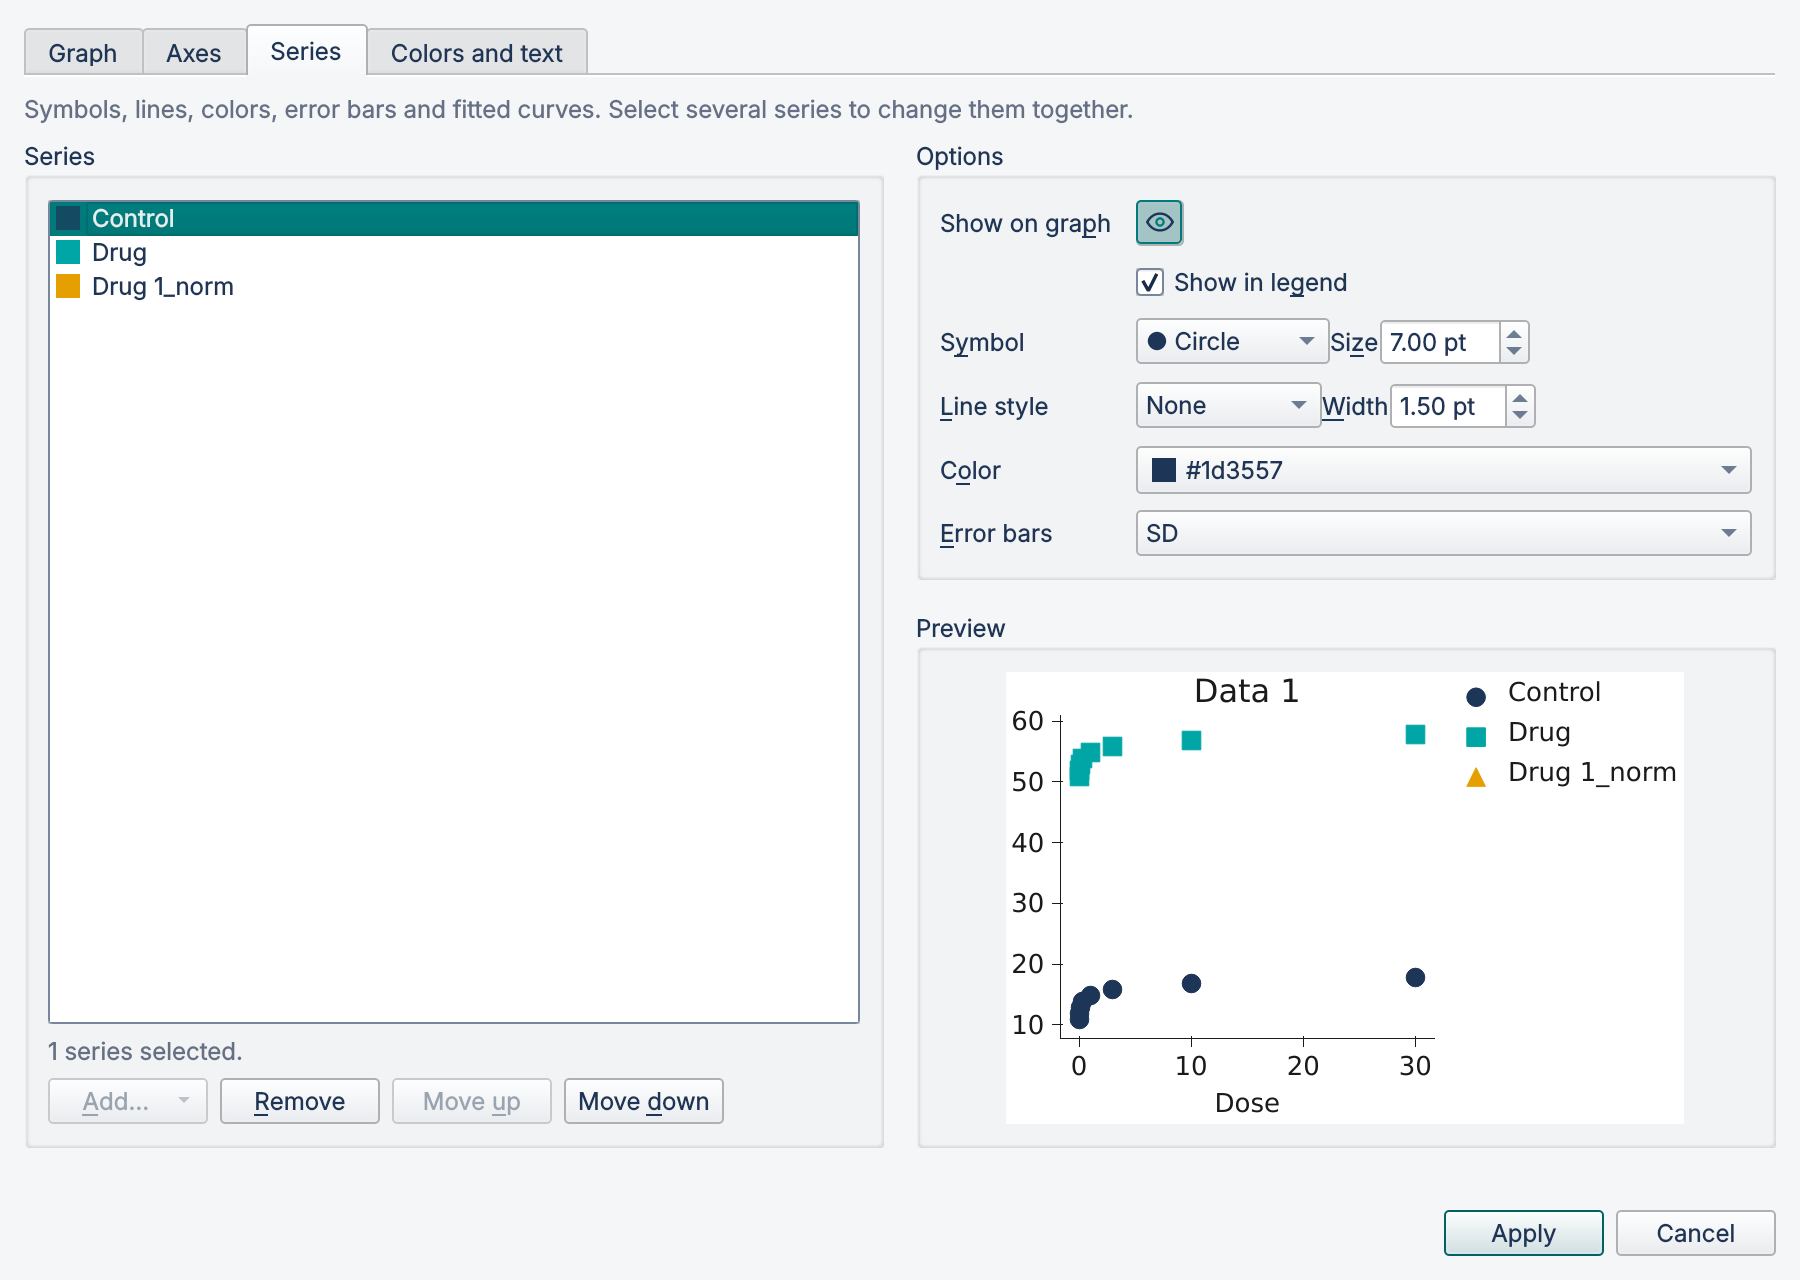 Graph
Axes
Series
Colors and text
Symbols, lines, colors, error bars and fitted curves. Select several series to change them together.
Series
Control
Drug
Drug 1_norm
1 series selected.
Add...
Remove
Move up
Move down
Options
Show on graph
Show in legend
Symbol
Circle
Size
7.00 pt
Line style
None
Width
1.50 pt
Color
#1d3557
Error bars
SD
Preview
Data 1
Control
Drug
Drug 1_norm
60
50
40
30
20
10
0 10 20 30
Dose
Apply
Cancel